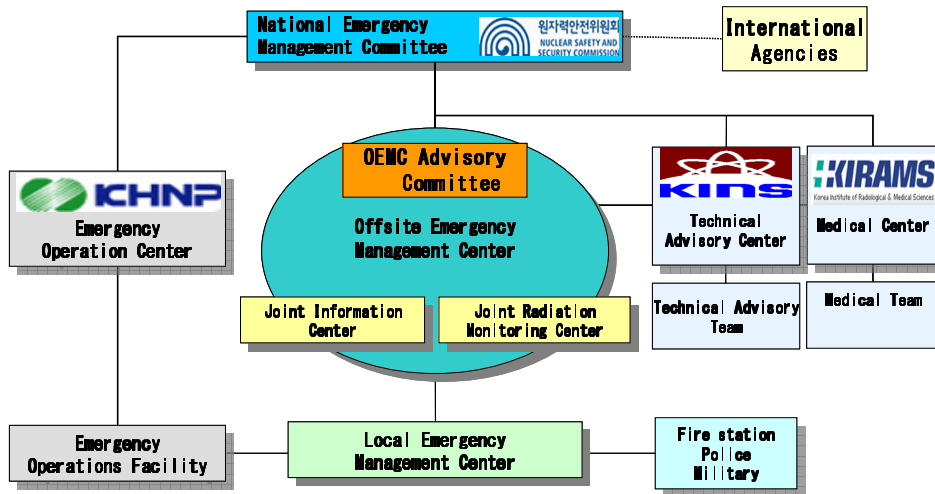 National Emergency
Management Committee
원자력안전위원회
NUCLEAR SAFETY AND
SECURITY COMMISSION
International
Agencies
OEMC Advisory
Committee
KHNP
Emergency
Operation Center
Offsite Emergency
Management Center
KINS
Technical
Advisory Center
KIRAMS
Korea Institute of Radiological & Medical Sciences
Medical Center
Joint Information
Center
Joint Radiation
Monitoring Center
Technical Advisory
Team
Medical Team
Emergency
Operations Facility
Local Emergency
Management Center
Fire station
Police
Military